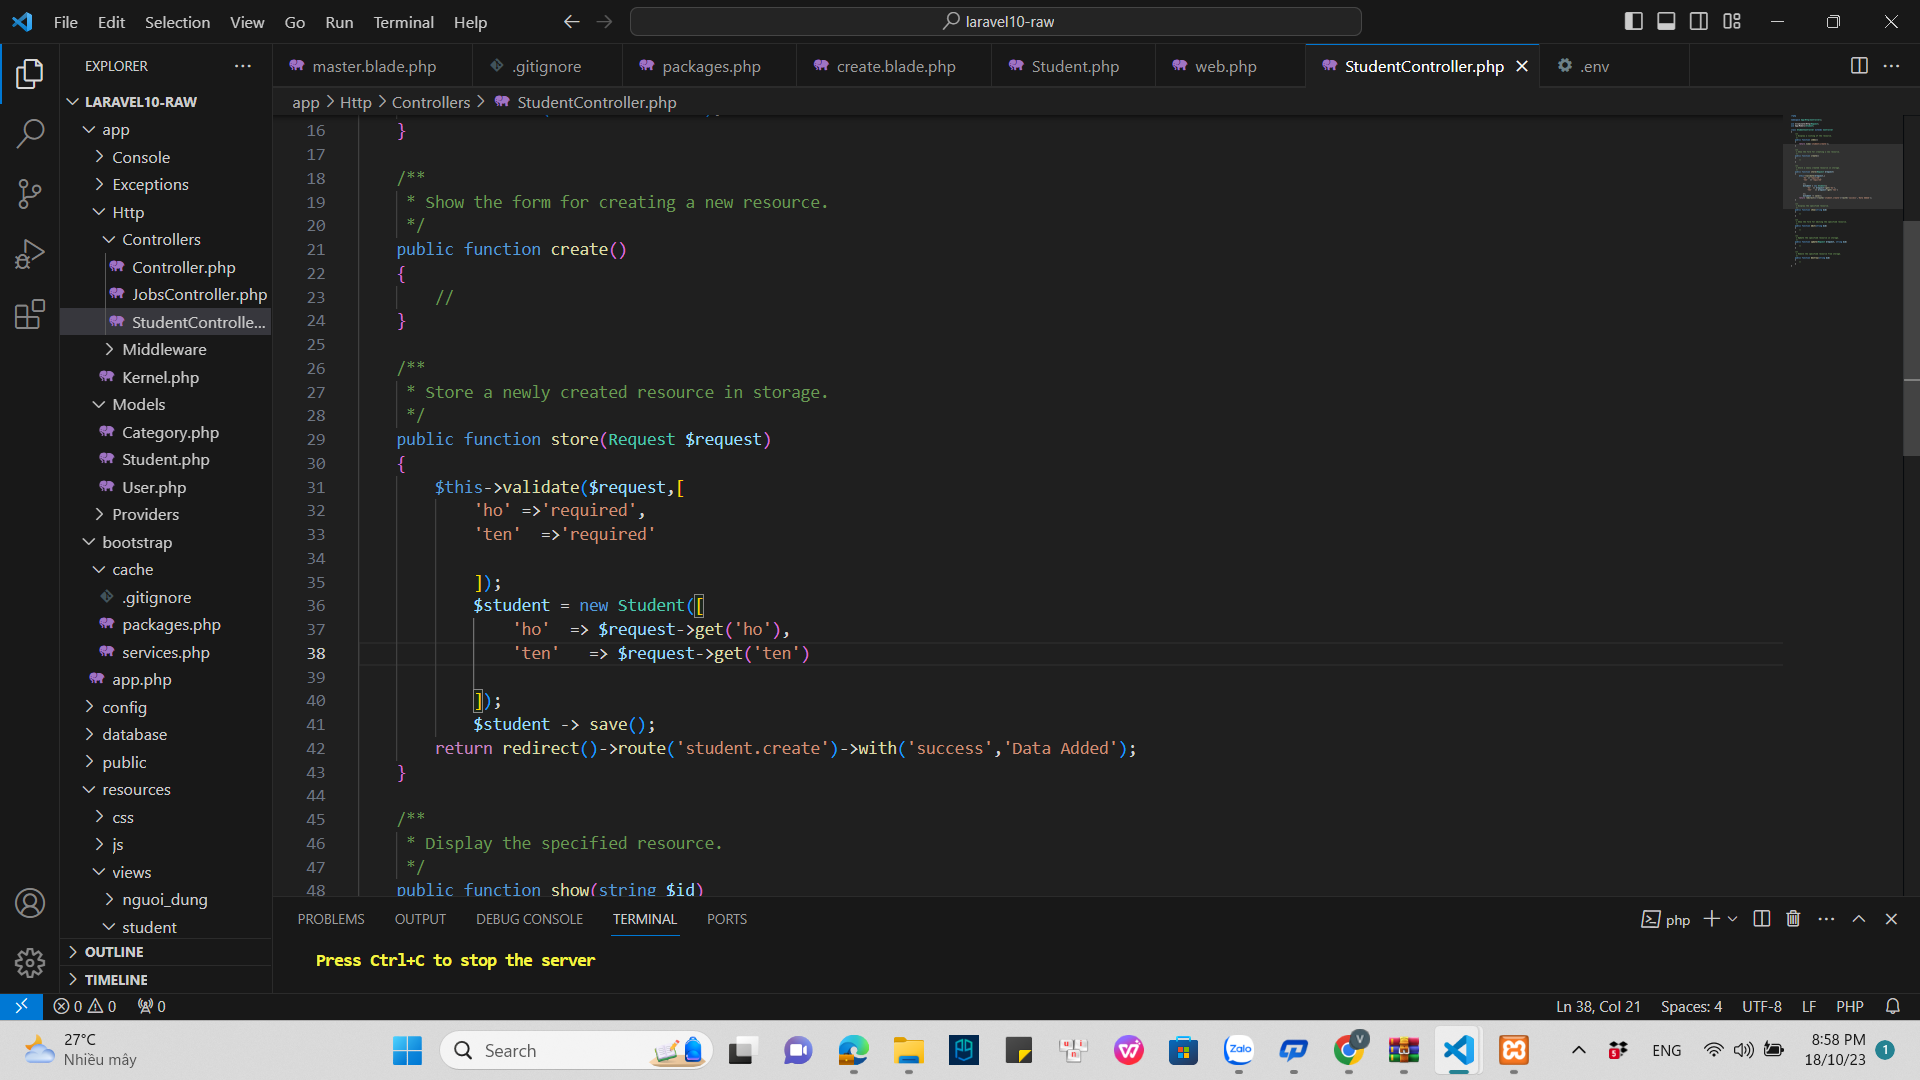 File Edit Selection View Go Run Terminal Help
laravel10-raw
EXPLORER
LARAVEL10-RAW
app
Console
Exceptions
Http
Controllers
Controller.php
JobsController.php
StudentControlle...
Middleware
Kernel.php
Models
Category.php
Student.php
User.php
Providers
bootstrap
cache
.gitignore
packages.php
services.php
app.php
config
database
public
resources
css
js
views
nguoi_dung
student
OUTLINE
TIMELINE
master.blade.php .gitignore packages.php create.blade.php Student.php web.php StudentController.php .env
app > Http > Controllers > StudentController.php
16 }
17
18 /**
19 * Show the form for creating a new resource.
20 */
21 public function create()
22 {
23 //
24 }
25
26 /**
27 * Store a newly created resource in storage.
28 */
29 public function store(Request $request)
30 {
31 $this->validate($request,[
32 'ho' =>'required',
33 'ten'  =>'required'
34
35 ]);
36 $student = new Student([
37 'ho'  => $request->get('ho'),
38 'ten'   => $request->get('ten')
39
40 ]);
41 $student -> save();
42 return redirect()->route('student.create')->with('success','Data Added');
43 }
44
45 /**
46 * Display the specified resource.
47 */
48 public function show(string $id)
PROBLEMS OUTPUT DEBUG CONSOLE TERMINAL PORTS
php
Press Ctrl+C to stop the server
0 0 0
Ln 38, Col 21 Spaces: 4 UTF-8 LF PHP
27°C
Nhiều mây
Search
Zalo
V
5
ENG
8:58 PM
18/10/23
1